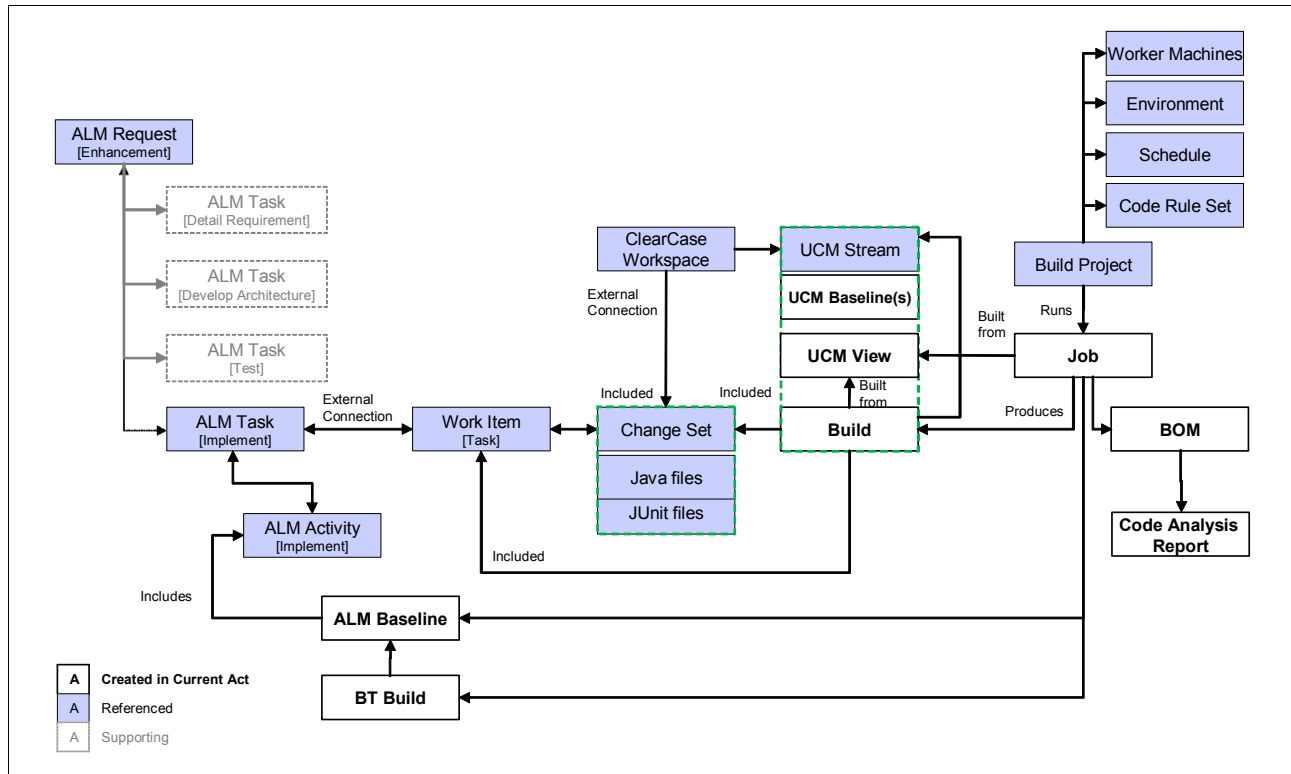 Worker Machines
Environment
Schedule
Code Rule Set
Build Project
ALM Request
[Enhancement]
ALM Task
[Detail Requirement]
ALM Task
[Develop Architecture]
ALM Task
[Test]
ClearCase
Workspace
UCM Stream
UCM Baseline(s)
UCM View
External
Connection
Built
from
Runs
Job
Included
Included
Built
from
Produces
External
Connection
ALM Task
[Implement]
Work Item
[Task]
Change Set
Build
BOM
Java files
JUnit files
ALM Activity
[Implement]
Code Analysis
Report
Included
Includes
ALM Baseline
BT Build
A Created in Current Act
A Referenced
A Supporting